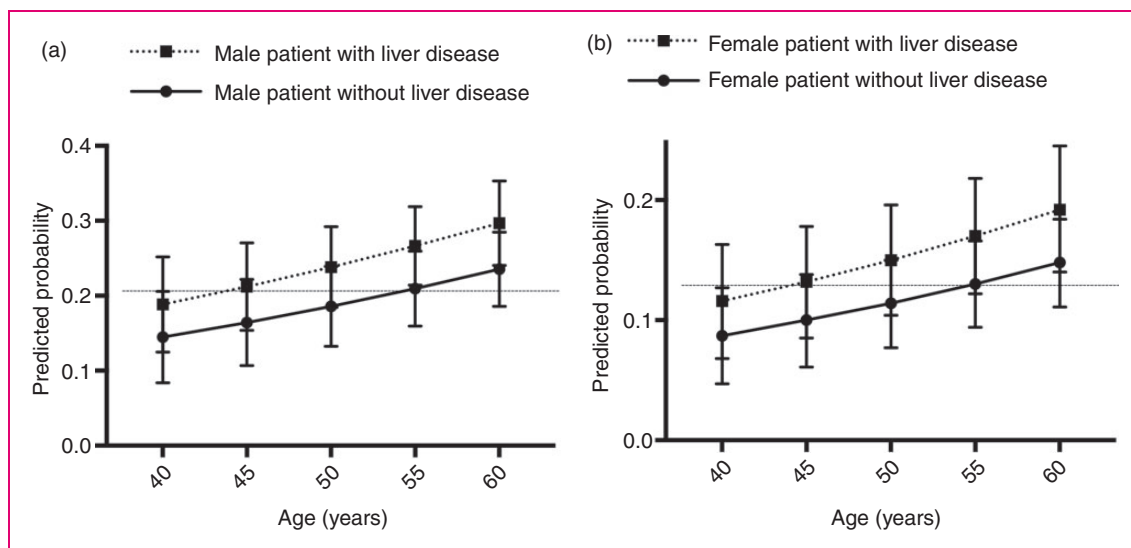 (a)
Male patient with liver disease
Male patient without liver disease
0.4
0.3
0.2
0.1
0.0
Predicted probability
40
45
50
55
60
Age (years)
(b)
Female patient with liver disease
Female patient without liver disease
0.2
0.1
0.0
Predicted probability
40
45
50
55
60
Age (years)